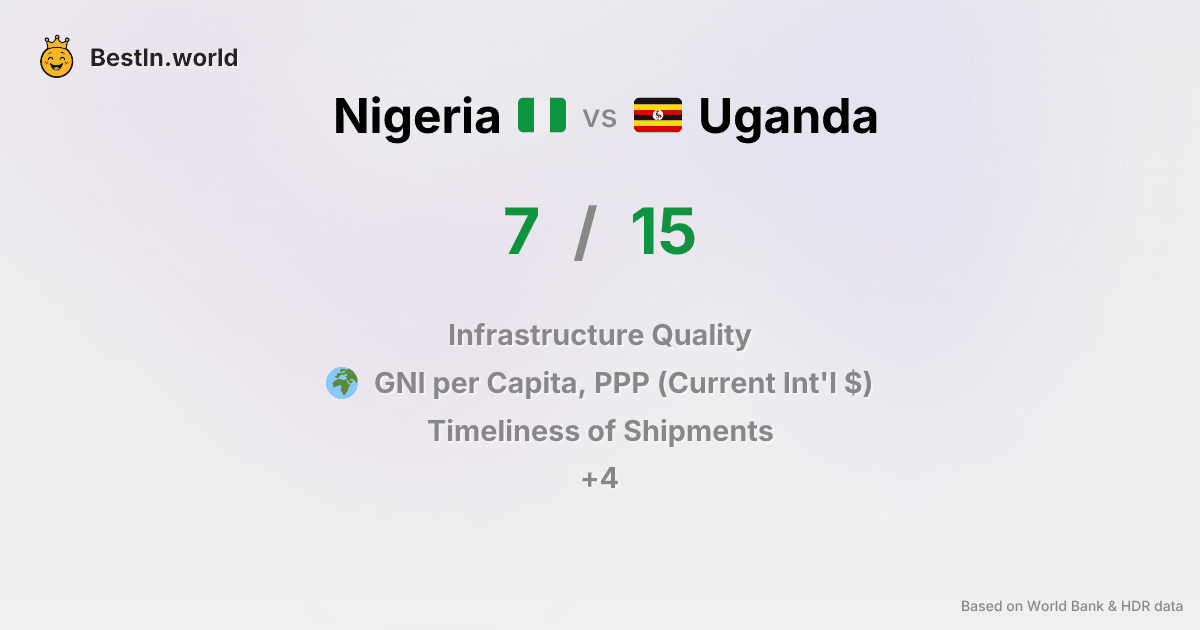 BestIn.world
Nigeria vs Uganda
7 / 15
Infrastructure Quality
GNI per Capita, PPP (Current Int'l $)
Timeliness of Shipments
+4
Based on World Bank & HDR data